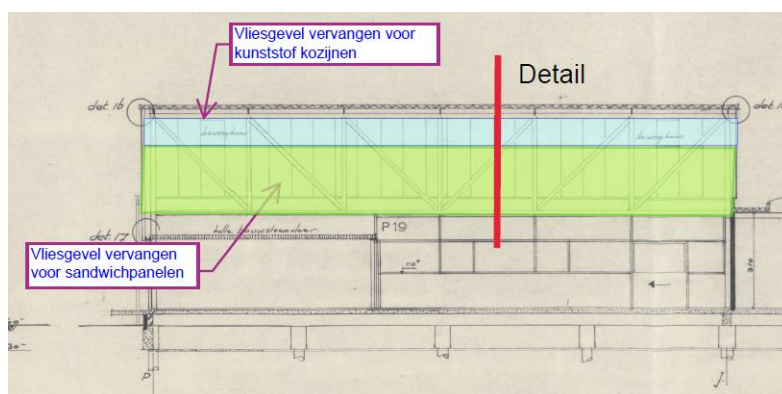 Vliesgevel vervangen voor
kunststof kozijnen
Detail
det. 16
det. 17
P 19
Vliesgevel vervangen
voor sandwichpanelen
P.
J.